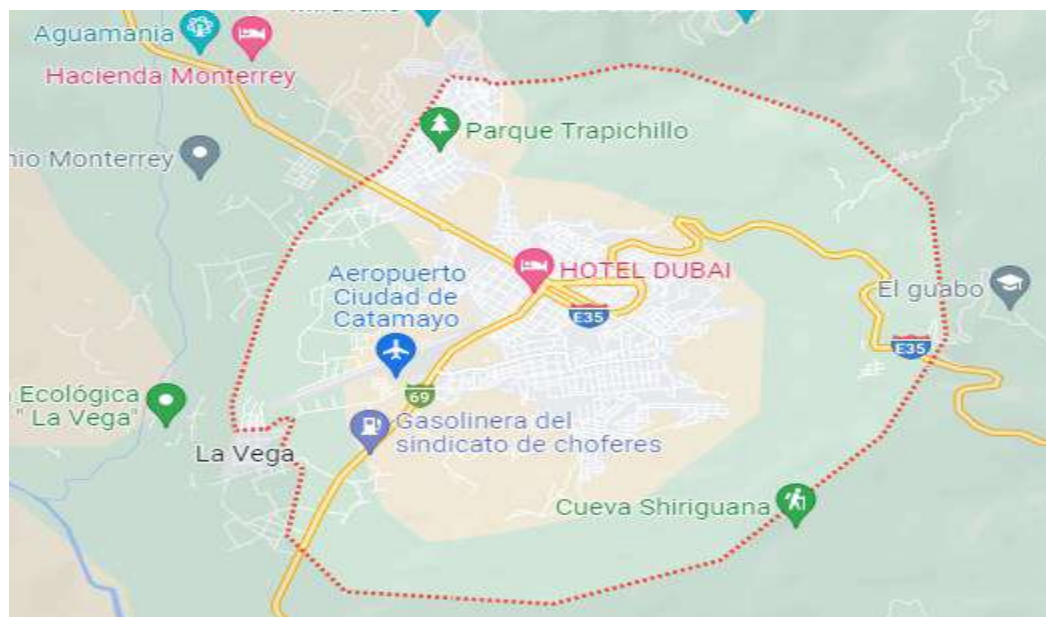 Aguamania
Hacienda Monterrey
Parque Trapichillo
Monterrey
HOTEL DUBAI
Aeropuerto
Ciudad de
Catamayo
E35
El guabo
E35
69
Ecológica
" La Vega"
Gasolinera del
sindicato de choferes
La Vega
Cueva Shiriguana